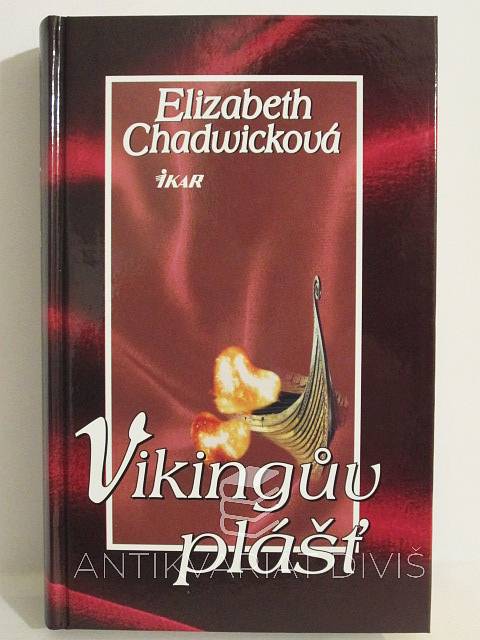 Elizabeth
Chadwicková
IKAR
Vikingův
plášť
ANTIKVARIÁT DIVIŠ